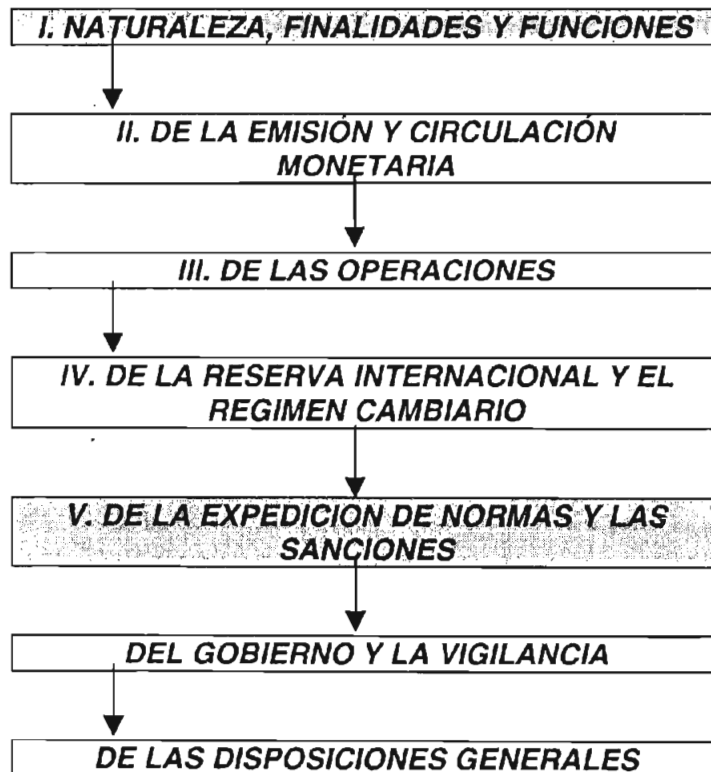 I. NATURALEZA, FINALIDADES Y FUNCIONES
II. DE LA EMISIÓN Y CIRCULACIÓN
MONETARIA
III. DE LAS OPERACIONES
IV. DE LA RESERVA INTERNACIONAL Y EL
REGIMEN CAMBIARIO
V. DE LA EXPEDICION DE NORMAS Y LAS
SANCIONES
DEL GOBIERNO Y LA VIGILANCIA
DE LAS DISPOSICIONES GENERALES